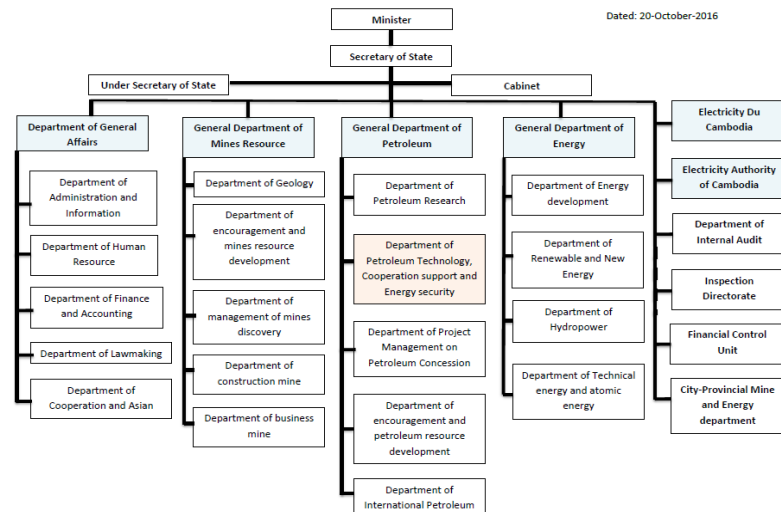 Minister
Dated: 20-October-2016
Secretary of State
Under Secretary of State
Cabinet
Department of General
Affairs
Department of
Administration and
Information
Department of Human
Resource
Department of Finance
and Accounting
Department of Lawmaking
Department of
Cooperation and Asian
General Department of
Mines Resource
Department of Geology
Department of
encouragement and
mines resource
development
Department of
management of mines
discovery
Department of
construction mine
Department of business
mine
General Department of
Petroleum
Department of
Petroleum Research
Department of
Petroleum Technology,
Cooperation support and
Energy security
Department of Project
Management on
Petroleum Concession
Department of
encouragement and
petroleum resource
development
Department of
International Petroleum
General Department of
Energy
Department of Energy
development
Department of
Renewable and New
Energy
Department of
Hydropower
Department of Technical
energy and atomic
energy
Electricity Du
Cambodia
Electricity Authority
of Cambodia
Department of
Internal Audit
Inspection
Directorate
Financial Control
Unit
City-Provincial Mine
and Energy
department